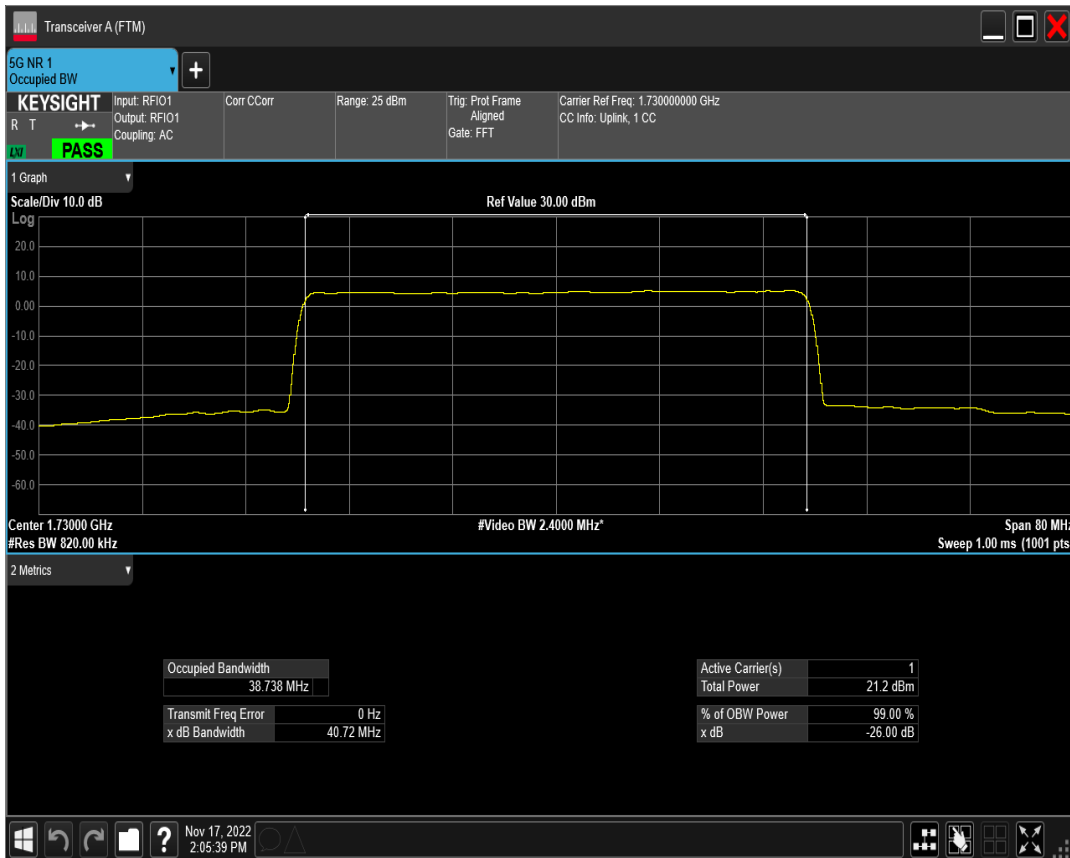 Transceiver A (FTM)
5G NR 1
Occupied BW
+
KEYSIGHT
R T
LXI
PASS
Input: RFIO1
Output: RFIO1
Coupling: AC
Corr CCorr
Range: 25 dBm
Trig: Prot Frame
Aligned
Gate: FFT
Carrier Ref Freq: 1.730000000 GHz
CC Info: Uplink, 1 CC
1 Graph
Scale/Div 10.0 dB
Ref Value 30.00 dBm
Log
20.0
10.0
0.00
-10.0
-20.0
-30.0
-40.0
-50.0
-60.0
Center 1.73000 GHz
#Video BW 2.4000 MHz*
Span 80 MHz
#Res BW 820.00 kHz
Sweep 1.00 ms (1001 pts
2 Metrics
Occupied Bandwidth
38.738 MHz
Transmit Freq Error 0 Hz
x dB Bandwidth 40.72 MHz
Active Carrier(s) 1
Total Power 21.2 dBm
% of OBW Power 99.00 %
x dB -26.00 dB
?
Nov 17, 2022
2:05:39 PM